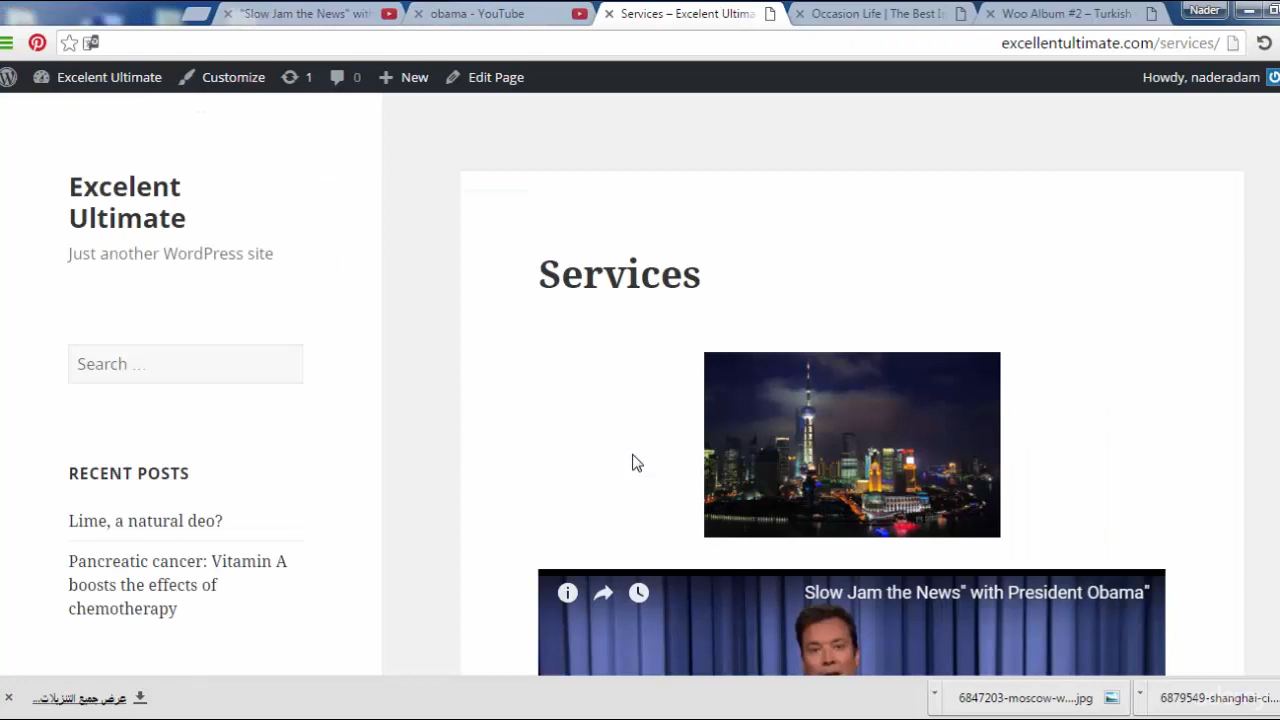 "Slow Jam the News" wit
obama - YouTube
Services – Excelent Ultima
Occasion Life | The Best I
Woo Album #2 – Turkish
Nader
excellentultimate.com/services/
Excelent Ultimate
Customize
1
0
New
Edit Page
Howdy, naderadam
Excelent
Ultimate
Just another WordPress site
Services
Search …
RECENT POSTS
Lime, a natural deo?
Pancreatic cancer: Vitamin A
boosts the effects of
chemotherapy
Slow Jam the News" with President Obama"
عرض جميع التنزيلات...
6847203-moscow-w....jpg
6879549-shanghai-ci...